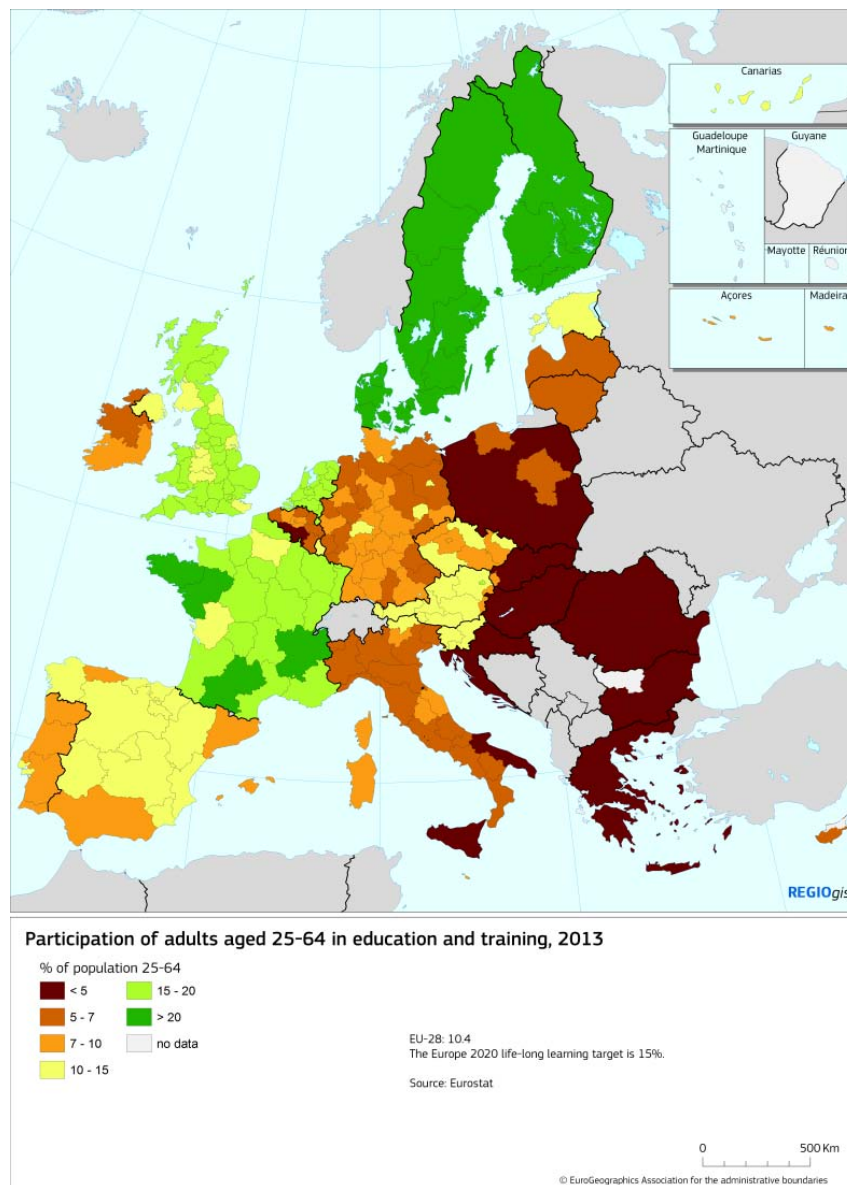 Canarias
Guadeloupe
Martinique
Guyane
Mayotte
Réunion
Açores
Madeira
REGIOgis
Participation of adults aged 25-64 in education and training, 2013
% of population 25-64
< 5
5 - 7
7 - 10
10 - 15
15 - 20
> 20
no data
EU-28: 10.4
The Europe 2020 life-long learning target is 15%.
Source: Eurostat
0 500 Km
© EuroGeographics Association for the administrative boundaries